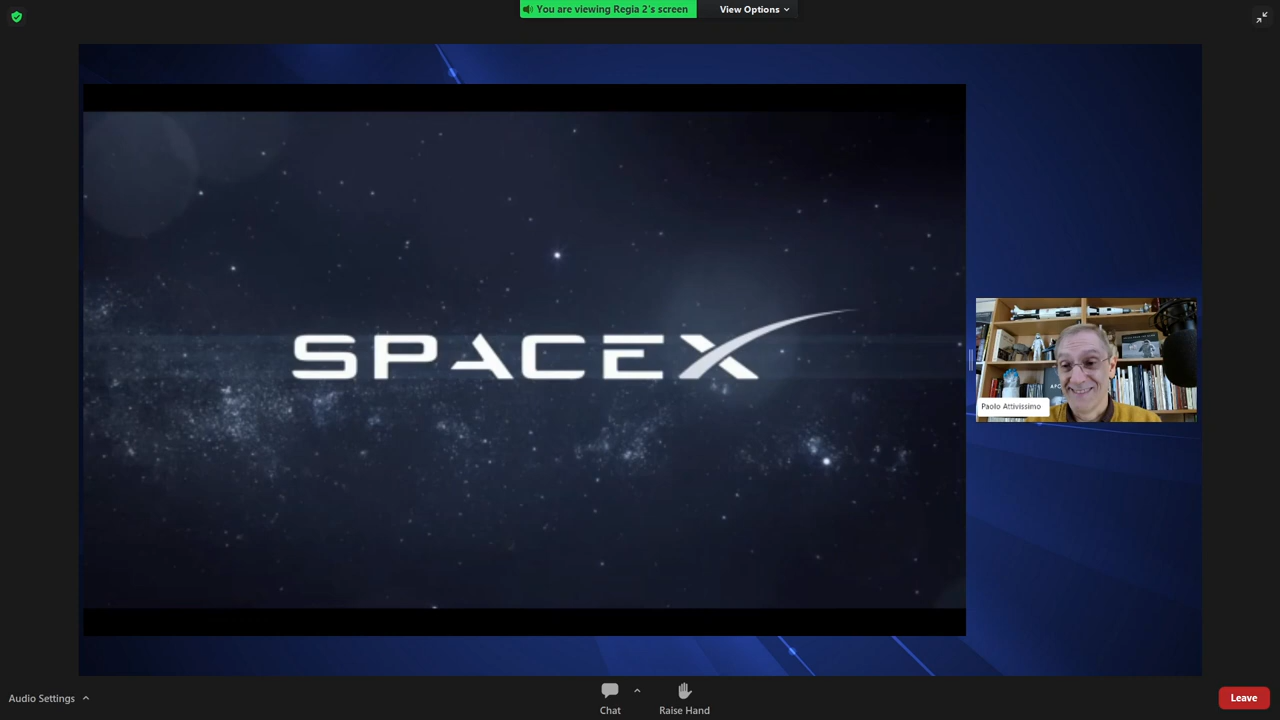 You are viewing Regia 2's screen
View Options
SPACEX
Paolo Attivissimo
Audio Settings
Chat
Raise Hand
Leave